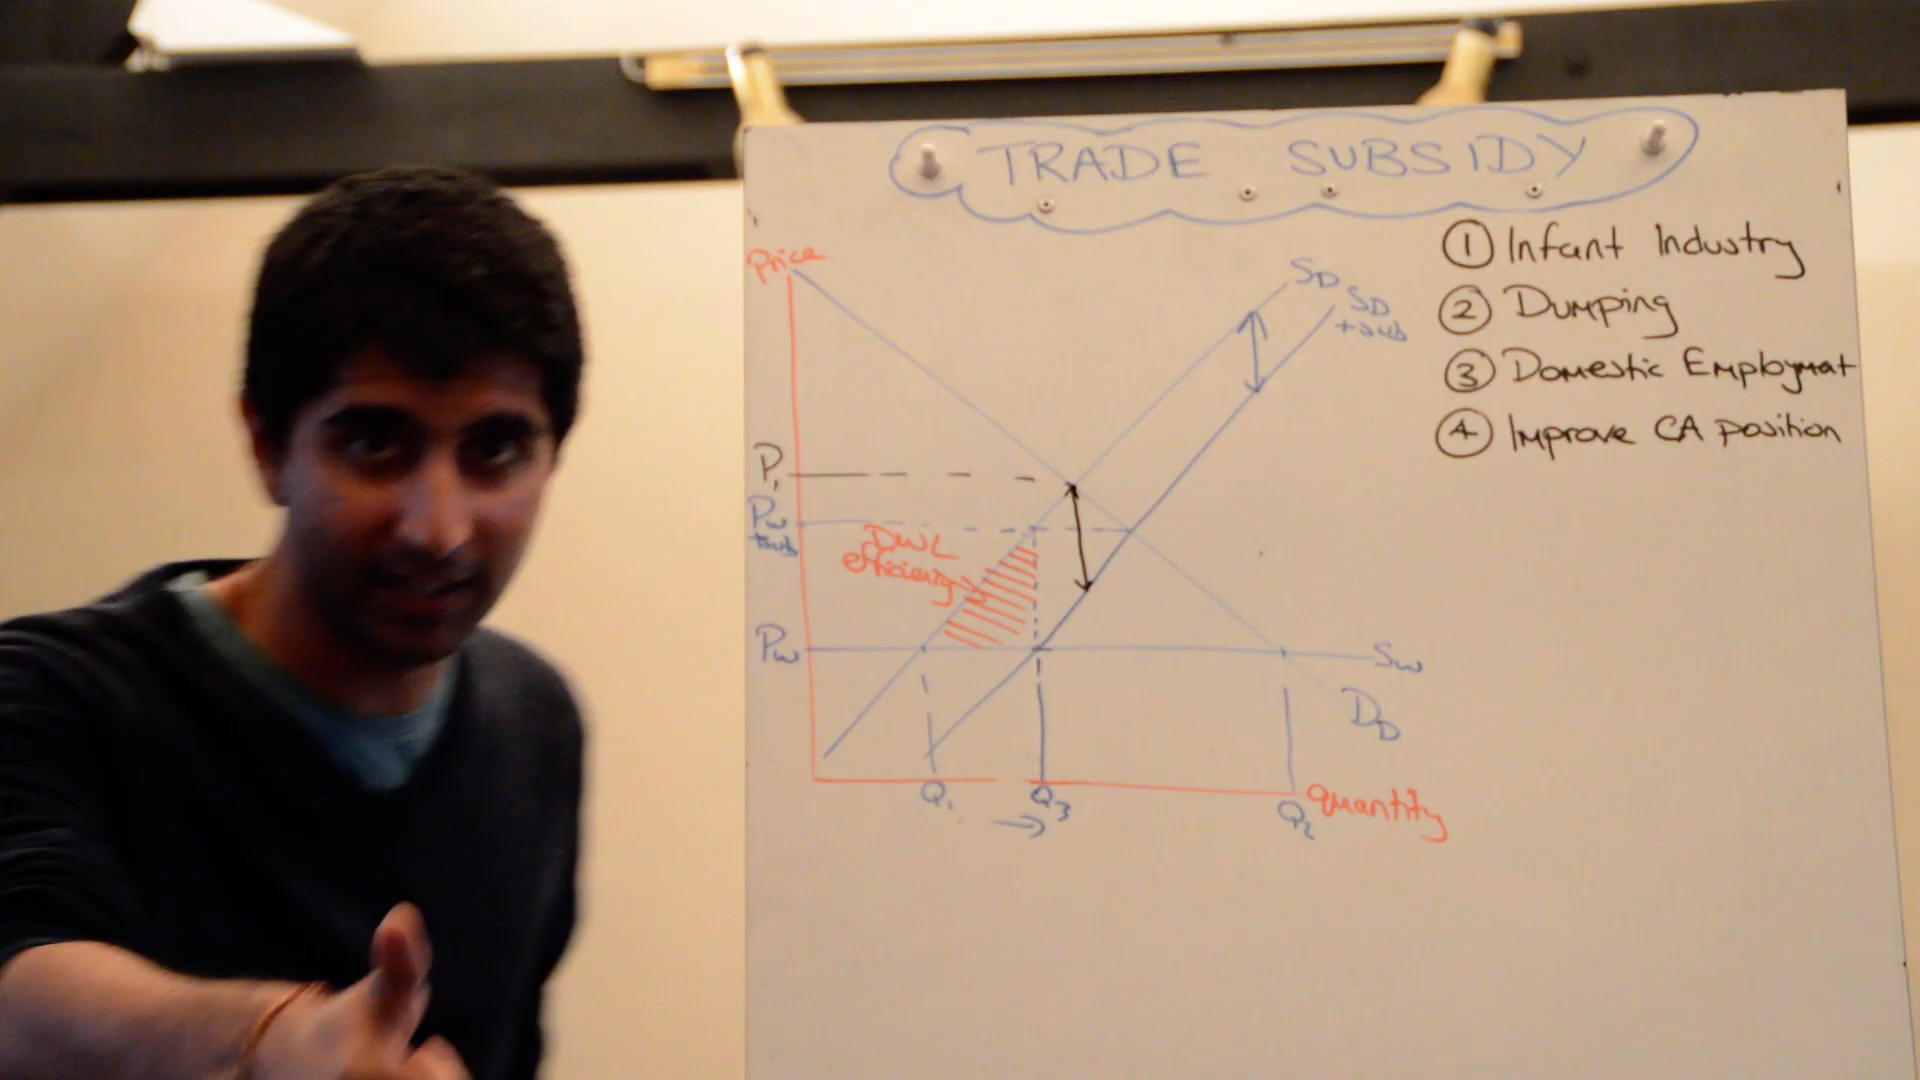 TRADE SUBSIDY
① Infant Industry
② Dumping
③ Domestic Employmat
④ Improve CA position
Price
SD
SD
+sub
P1
Pw
+sub
DWL
efficiency
Pw
Sw
DD
Q1
Q3
Q2
quantity